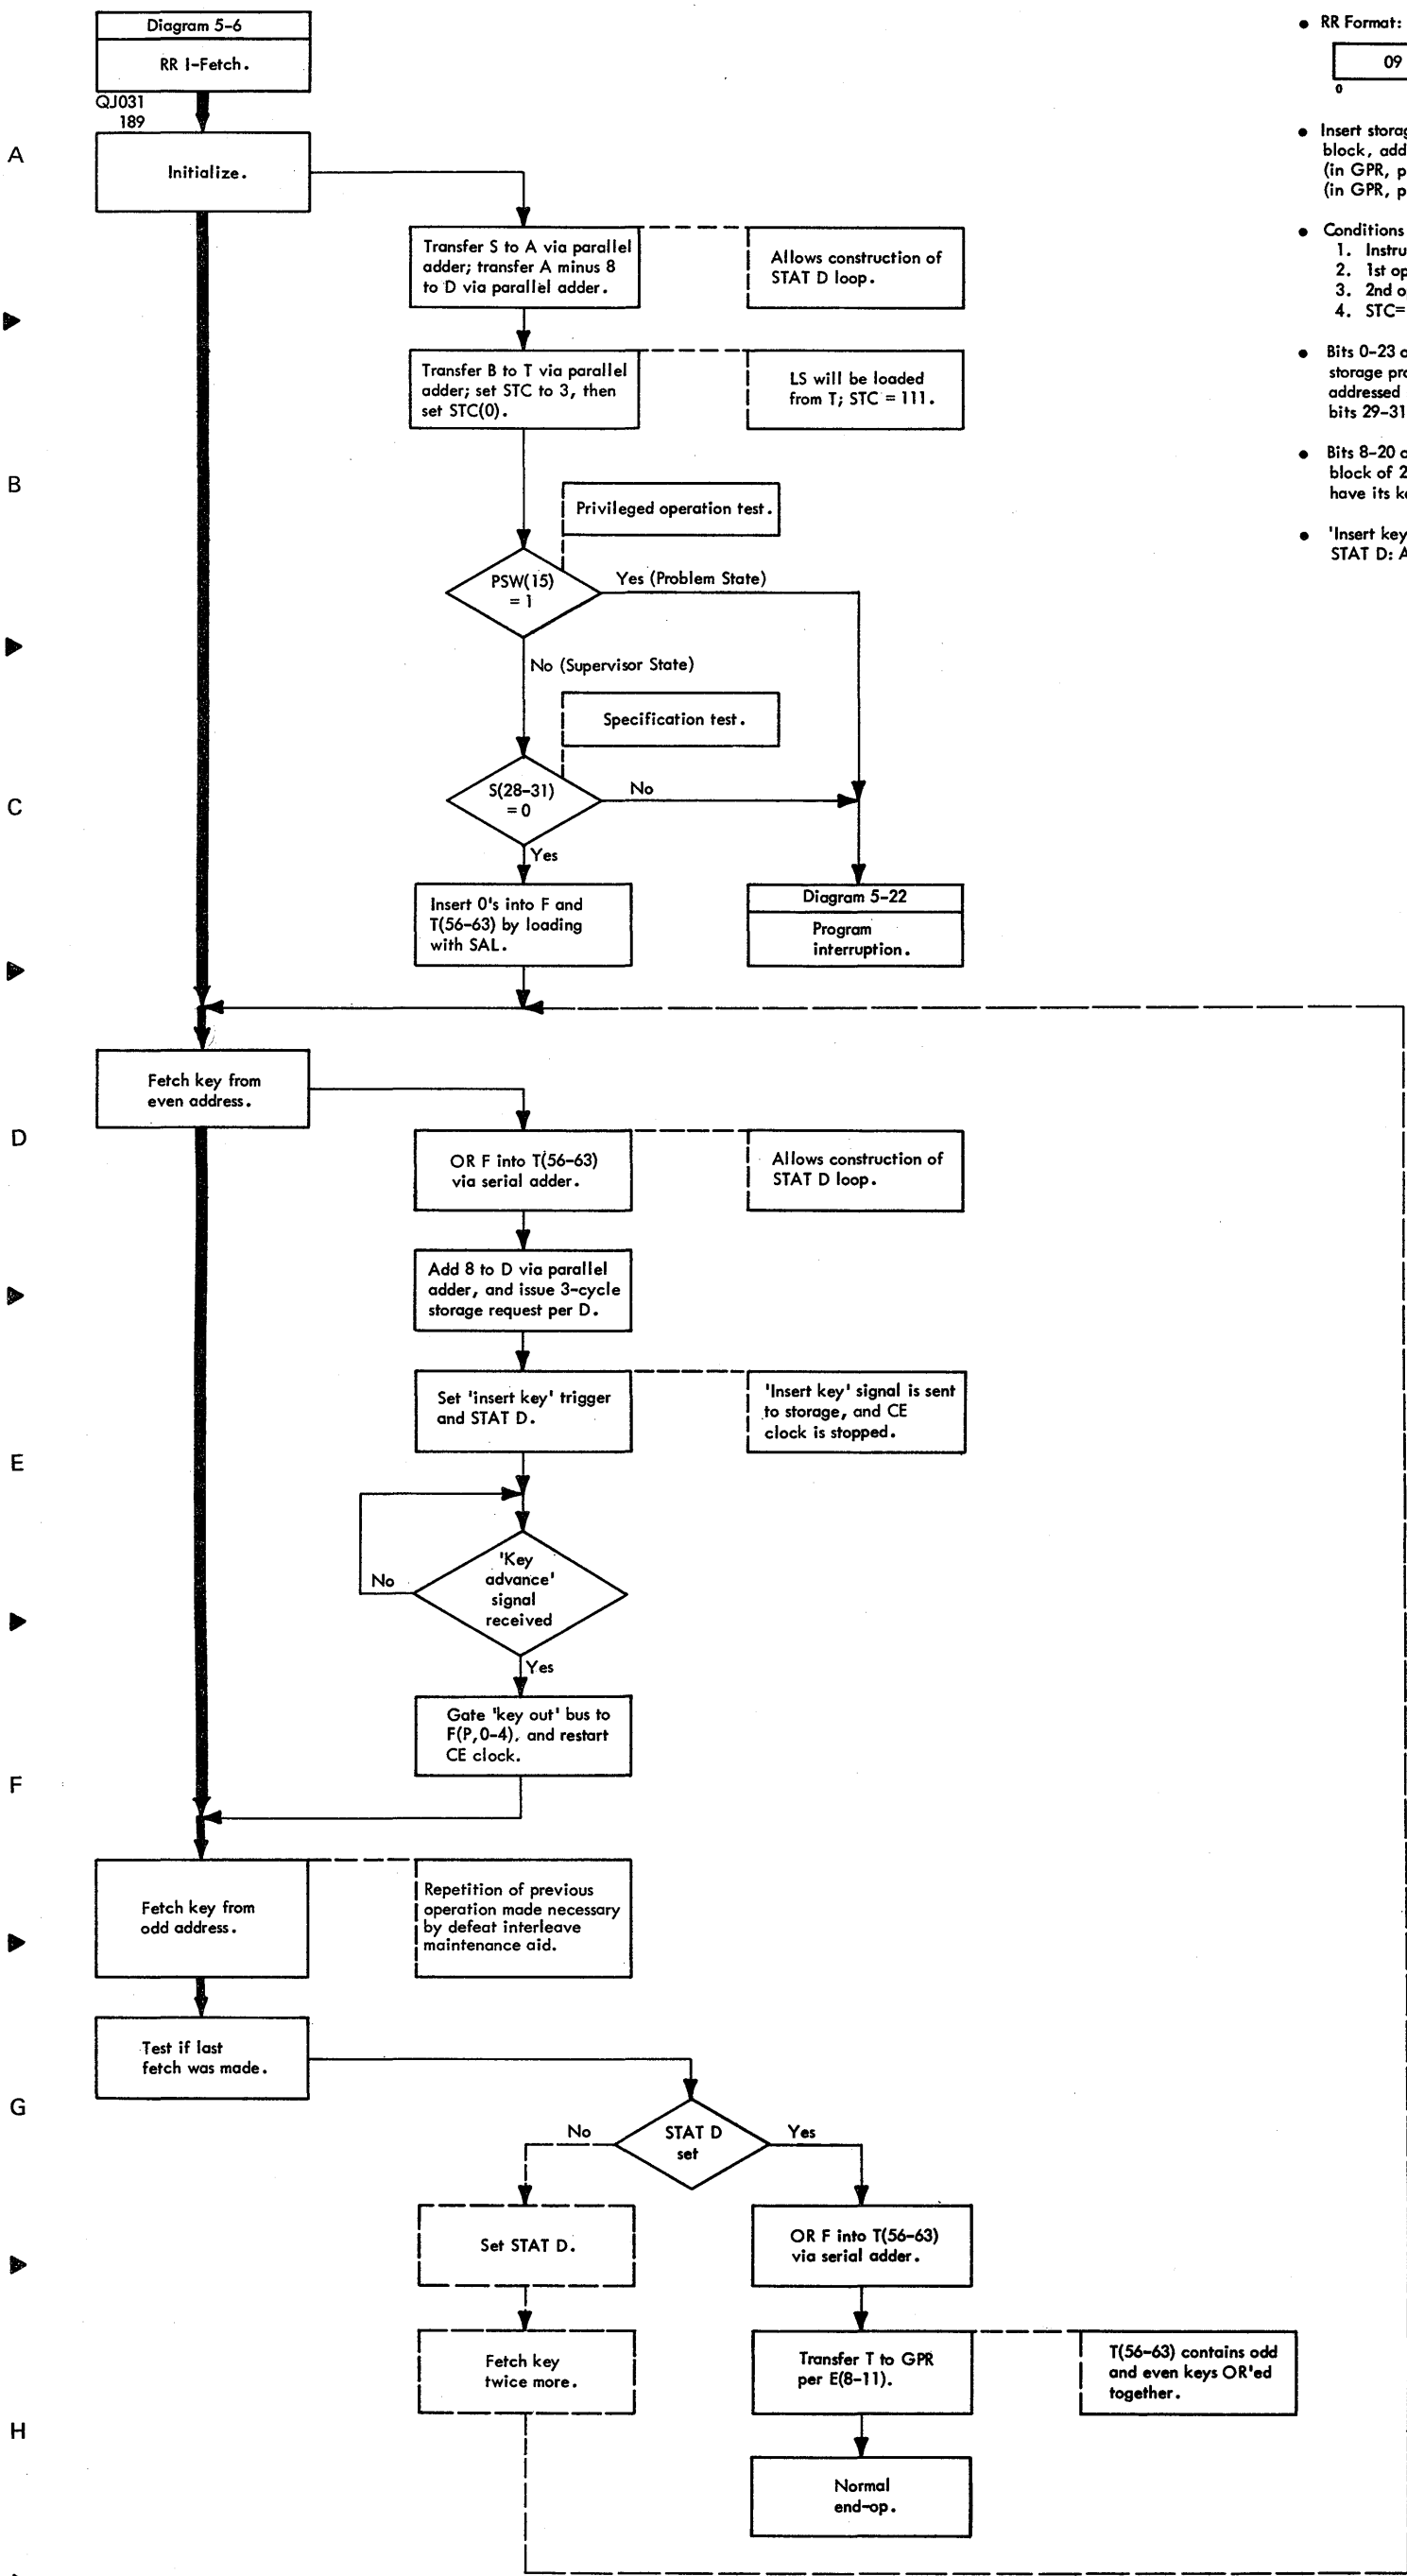 Diagram 5-6
RR I-Fetch.
QJ031
189
A
Initialize.
Transfer S to A via parallel
adder; transfer A minus 8
to D via parallel adder.
Allows construction of
STAT D loop.
Transfer B to T via parallel
adder; set STC to 3, then
set STC(0).
LS will be loaded
from T; STC = 111.
B
Privileged operation test.
PSW(15)
= 1
Yes (Problem State)
No (Supervisor State)
Specification test.
C
S(28-31)
= 0
No
Yes
Insert 0's into F and
T(56-63) by loading
with SAL.
Diagram 5-22
Program
interruption.
Fetch key from
even address.
D
OR F into T(56-63)
via serial adder.
Allows construction of
STAT D loop.
Add 8 to D via parallel
adder, and issue 3-cycle
storage request per D.
Set 'insert key' trigger
and STAT D.
'Insert key' signal is sent
to storage, and CE
clock is stopped.
E
'Key
advance'
signal
received
No
Yes
Gate 'key out' bus to
F(P,0-4), and restart
CE clock.
F
Fetch key from
odd address.
Repetition of previous
operation made necessary
by defeat interleave
maintenance aid.
Test if last
fetch was made.
G
STAT D
set
No
Yes
Set STAT D.
OR F into T(56-63)
via serial adder.
Fetch key
twice more.
Transfer T to GPR
per E(8-11).
T(56-63) contains odd
and even keys OR'ed
together.
H
Normal
end-op.
• RR Format:
09
0
• Insert storag
block, add
(in GPR, p
(in GPR, p
• Conditions
1. Instru
2. 1st op
3. 2nd o
4. STC=
• Bits 0-23 o
storage pro
addressed
bits 29-31
• Bits 8-20 o
block of 2
have its k
• 'Insert key
STAT D: A